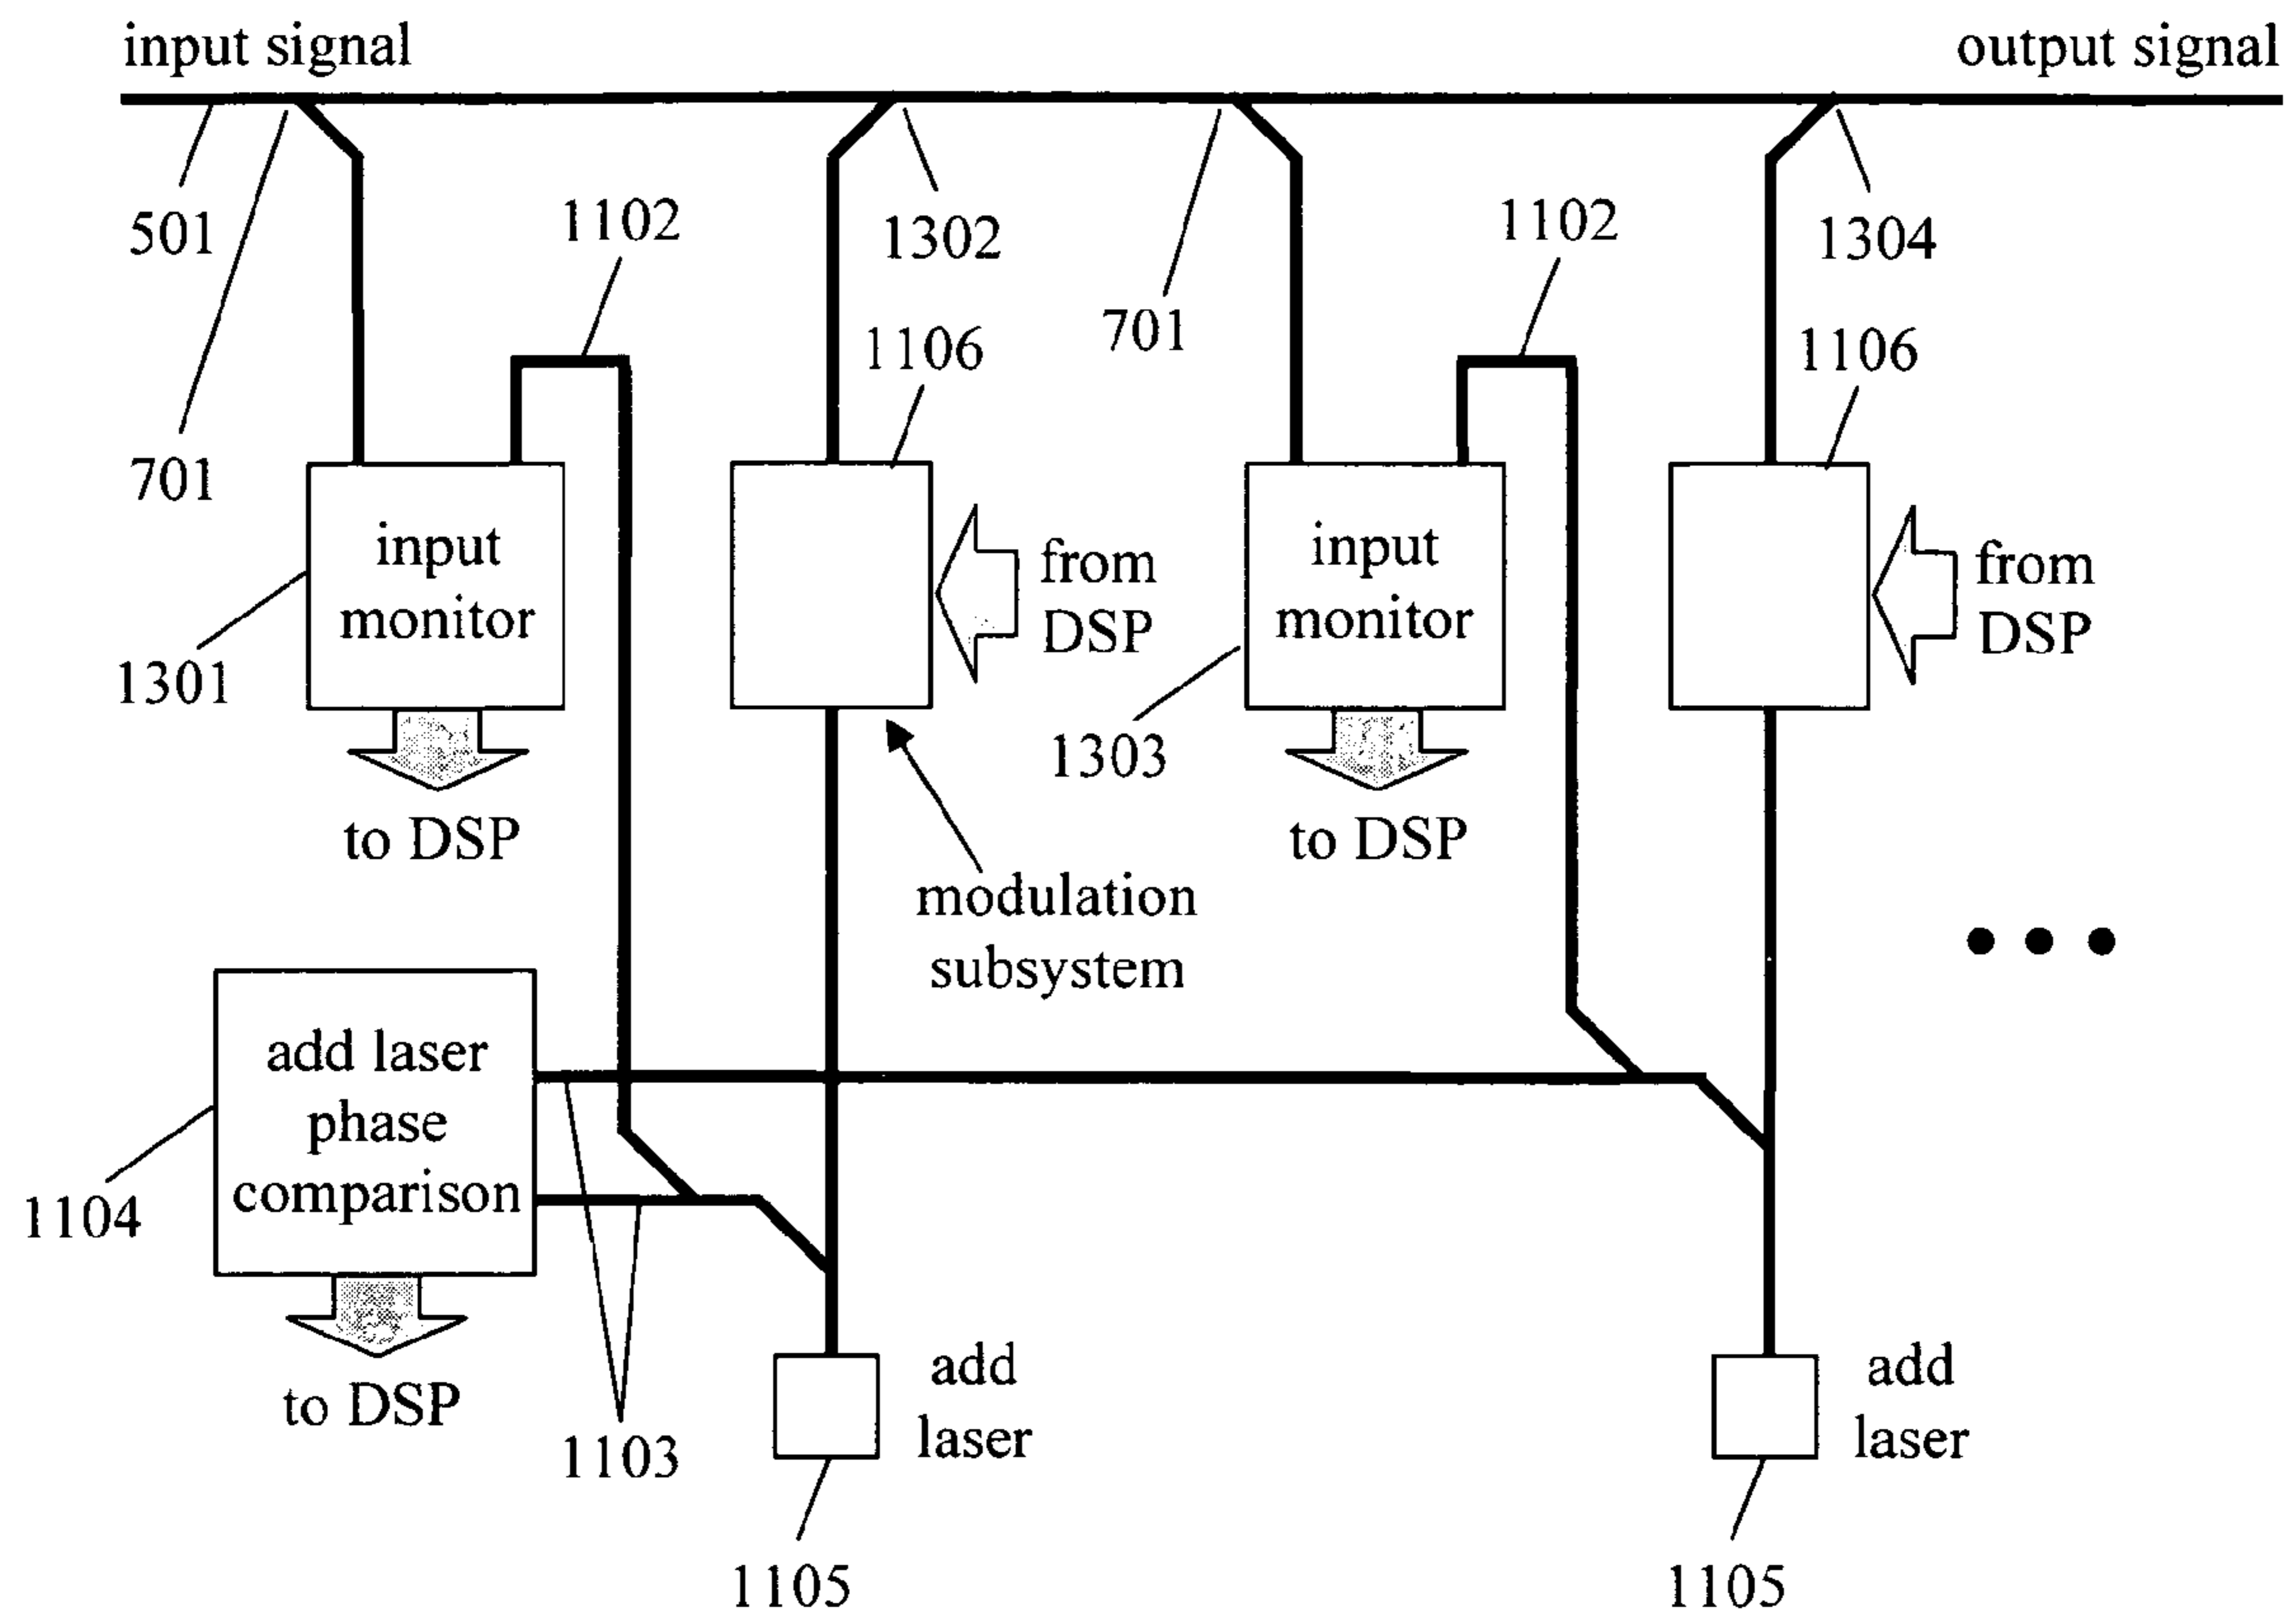 input signal
output signal
501
1102
1302
1102
1304
701
1106
1106
701
input
monitor
from
DSP
input
monitor
from
DSP
1301
1303
to DSP
to DSP
modulation
subsystem
add laser
phase
comparison
1104
to DSP
add
laser
add
laser
1103
1105
1105